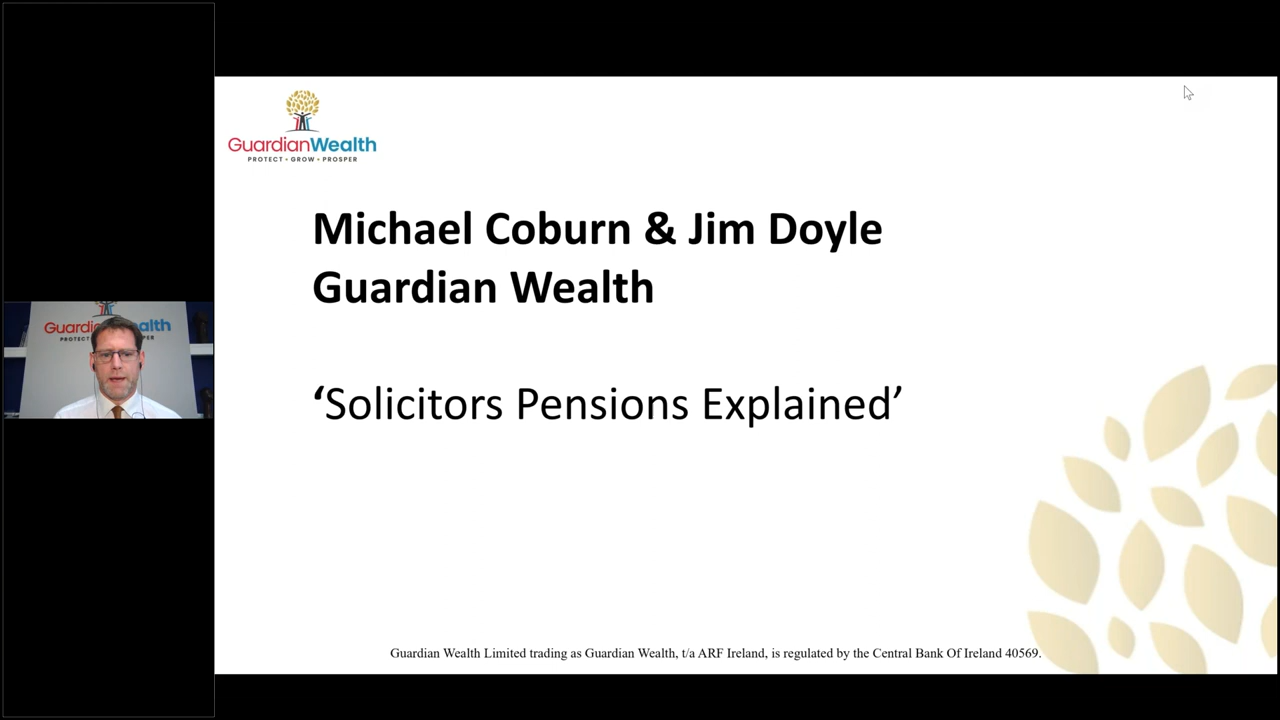 GuardianWealth
PROTECT • GROW • PROSPER
Michael Coburn & Jim Doyle
Guardian Wealth
‘Solicitors Pensions Explained’
Guardian Wealth Limited trading as Guardian Wealth, t/a ARF Ireland, is regulated by the Central Bank Of Ireland 40569.